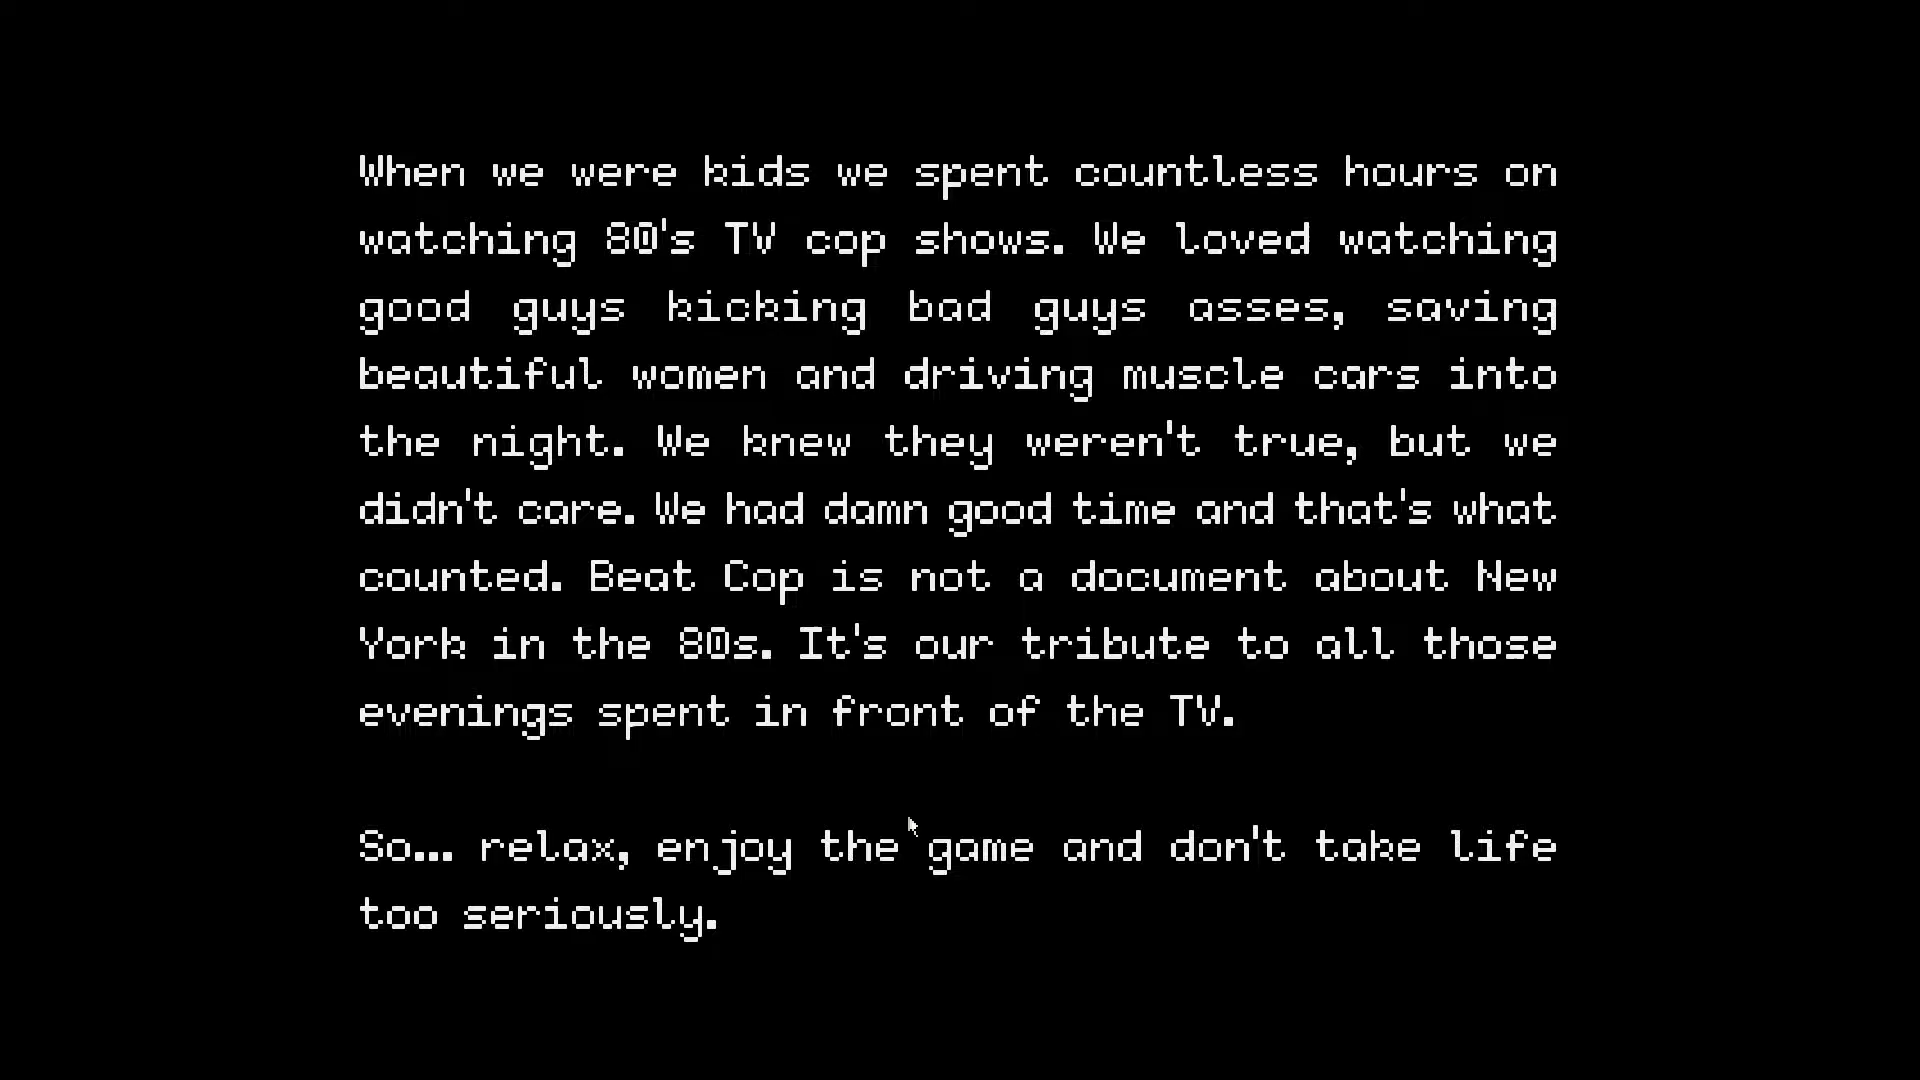 When we were kids we spent countless hours on
watching 80's TV cop shows. We loved watching
good guys kicking bad guys asses, saving
beautiful women and driving muscle cars into
the night. We knew they weren't true, but we
didn't care. We had damn good time and that's what
counted. Beat Cop is not a document about New
York in the 80s. It's our tribute to all those
evenings spent in front of the TV.
So... relax, enjoy the game and don't take life
too seriously.